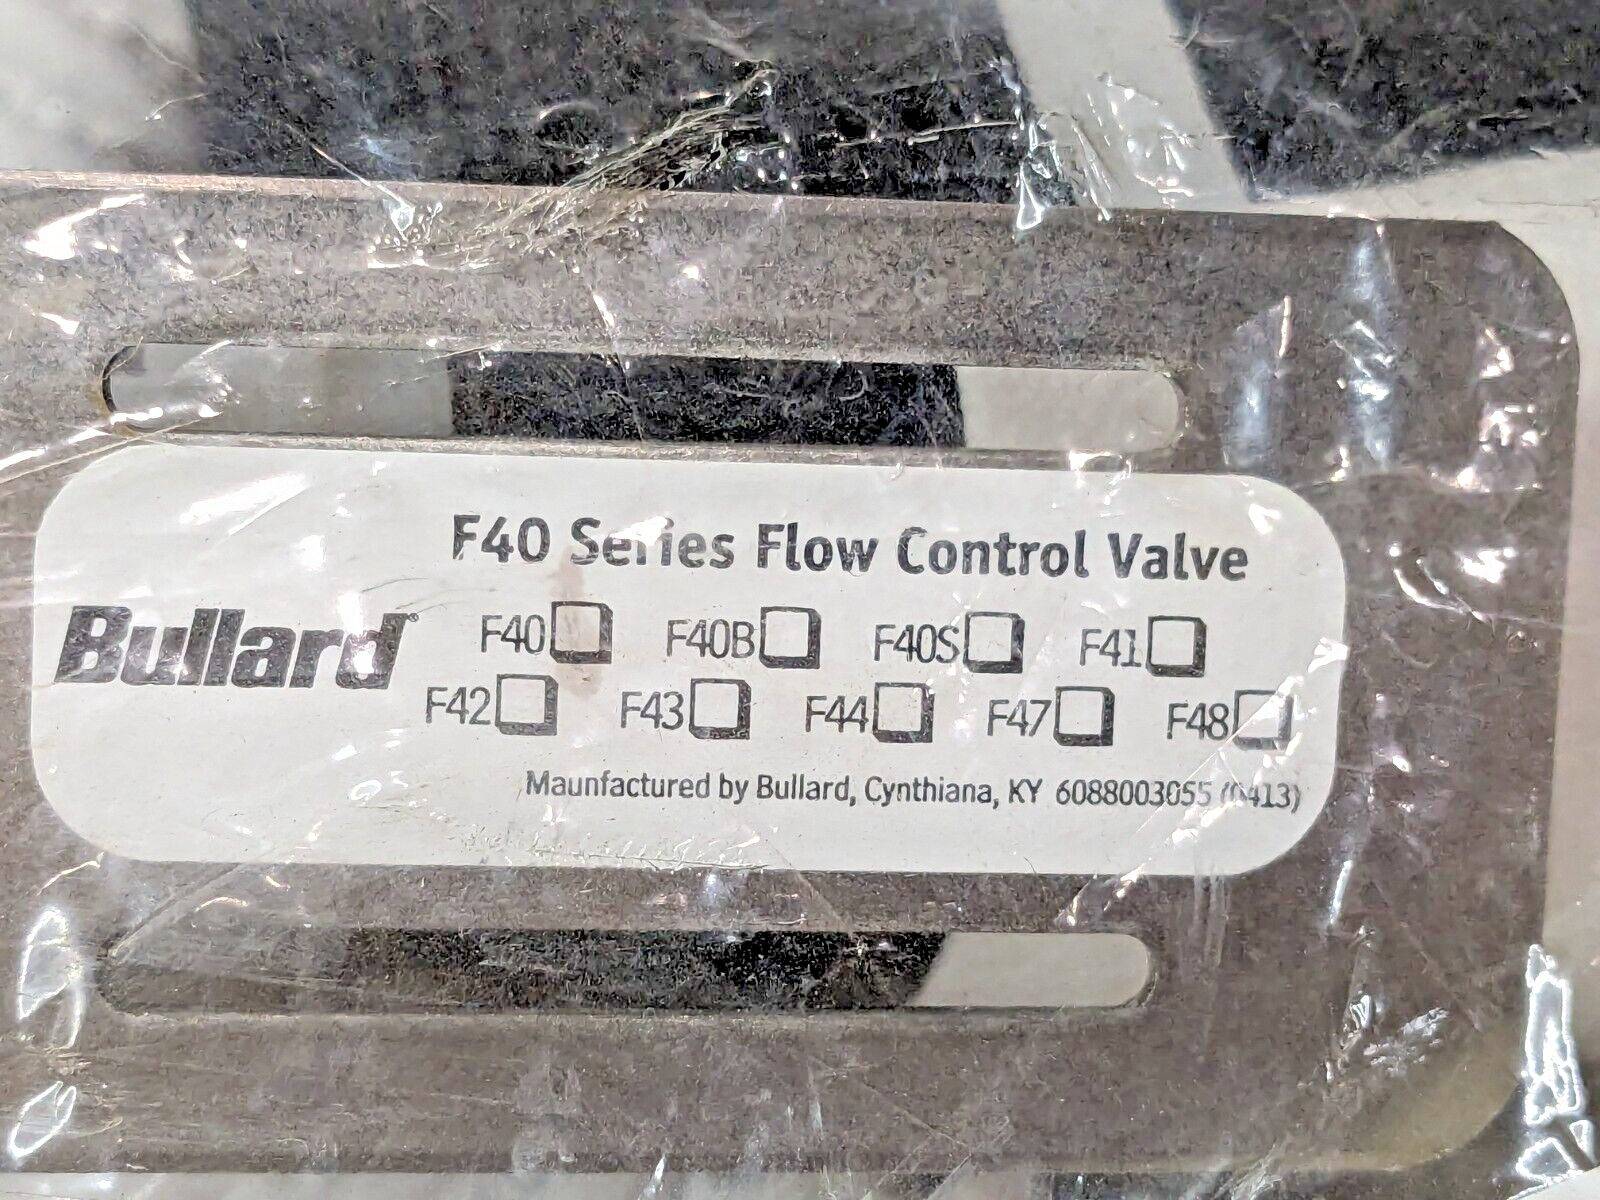 F40 Series Flow Control Valve
Bullard®
F40 F40B F40S F41
F42 F43 F44 F47 F48
Maunfactured by Bullard, Cynthiana, KY 6088003055 (0413)